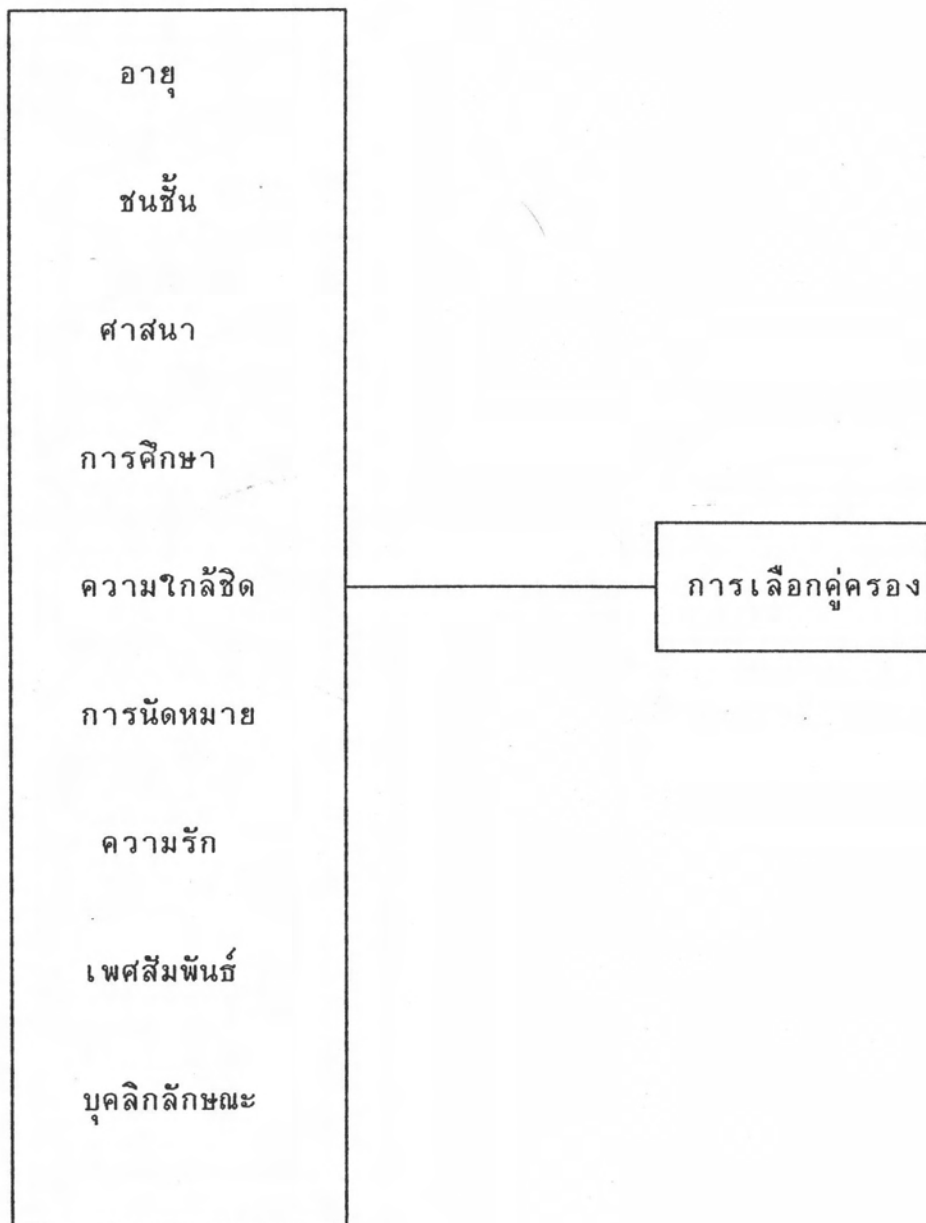 อายุ
ชนชั้น
ศาสนา
การศึกษา
ความใกล้ชิด
การเลือกคู่ครอง
การนัดหมาย
ความรัก
เพศสัมพันธ์
บุคลิกลักษณะ